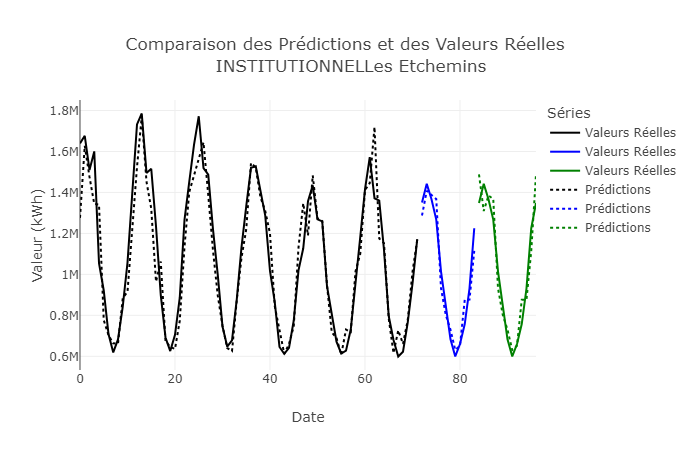 Comparaison des Prédictions et des Valeurs Réelles
INSTITUTIONNELLes Etchemins
Séries
Valeurs Réelles
Valeurs Réelles
Valeurs Réelles
Prédictions
Prédictions
Prédictions
Valeur (kWh)
1.8M
1.6M
1.4M
1.2M
1M
0.8M
0.6M
0
20
40
60
80
Date